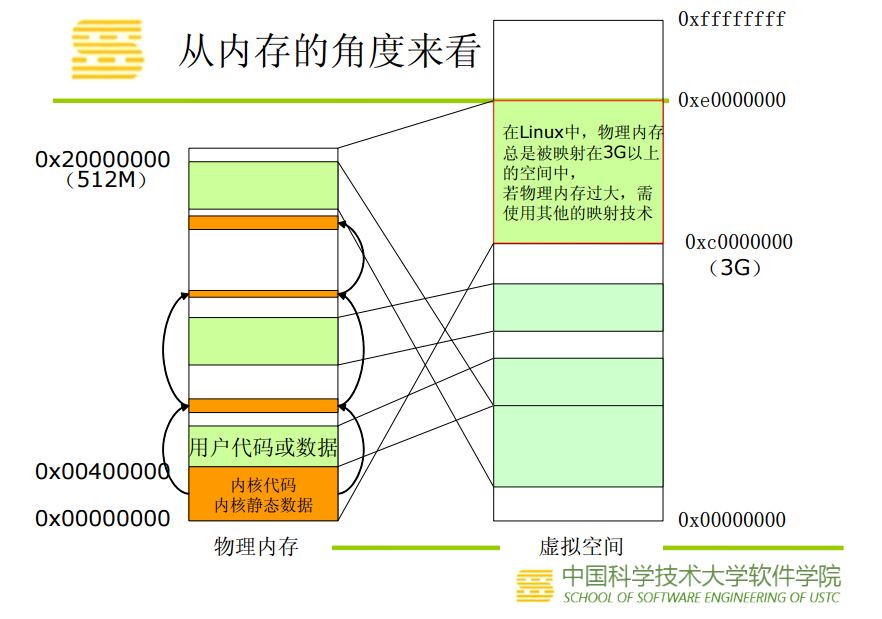 从内存的角度来看
0xffffffff
0xe0000000
在Linux中，物理内存
总是被映射在3G以上
的空间中，
若物理内存过大，需
使用其他的映射技术
0x20000000
（512M）
0xc0000000
（3G）
用户代码或数据
0x00400000
内核代码
内核静态数据
0x00000000
0x00000000
物理内存
虚拟空间
中国科学技术大学软件学院
SCHOOL OF SOFTWARE ENGINEERING OF USTC